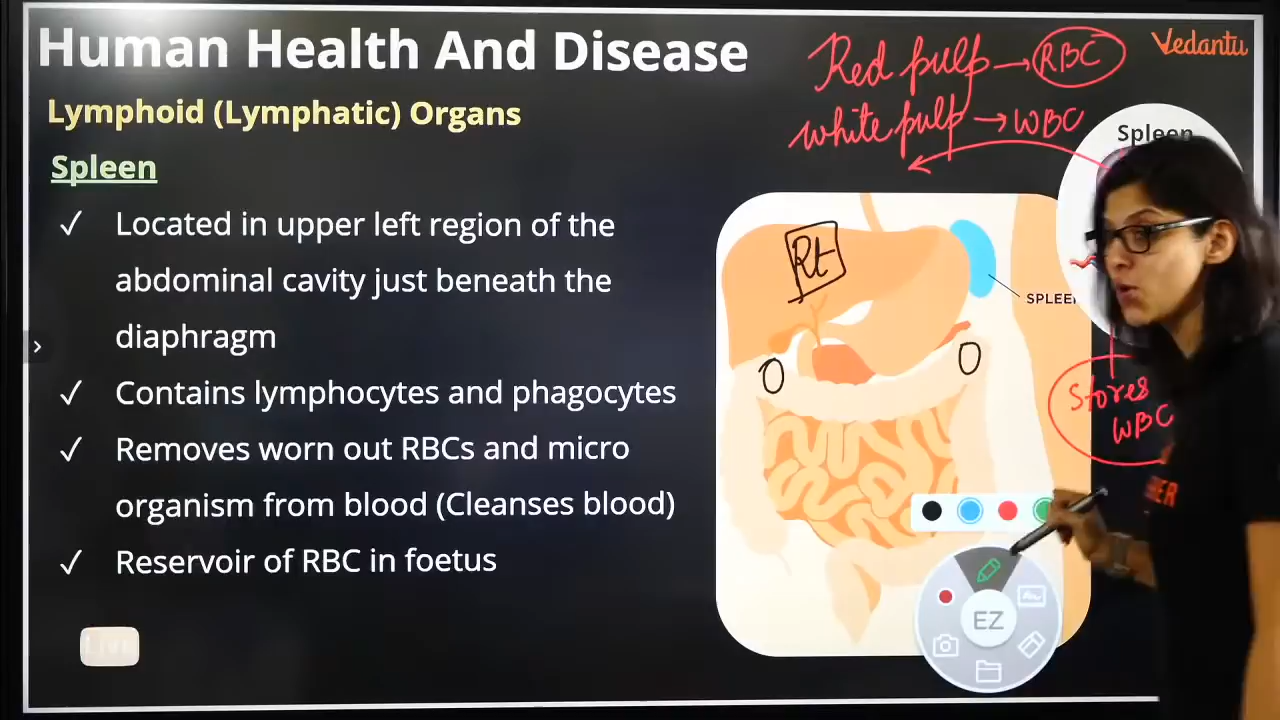 Human Health And Disease
Red pulp → RBC
Vedantu
Lymphoid (Lymphatic) Organs
white pulp → WBC
Spleen
Spleen
✓ Located in upper left region of the
abdominal cavity just beneath the
diaphragm
Rt
SPLEE
✓ Contains lymphocytes and phagocytes
Stores
WBC
✓ Removes worn out RBCs and micro
organism from blood (Cleanses blood)
✓ Reservoir of RBC in foetus
EZ
Live